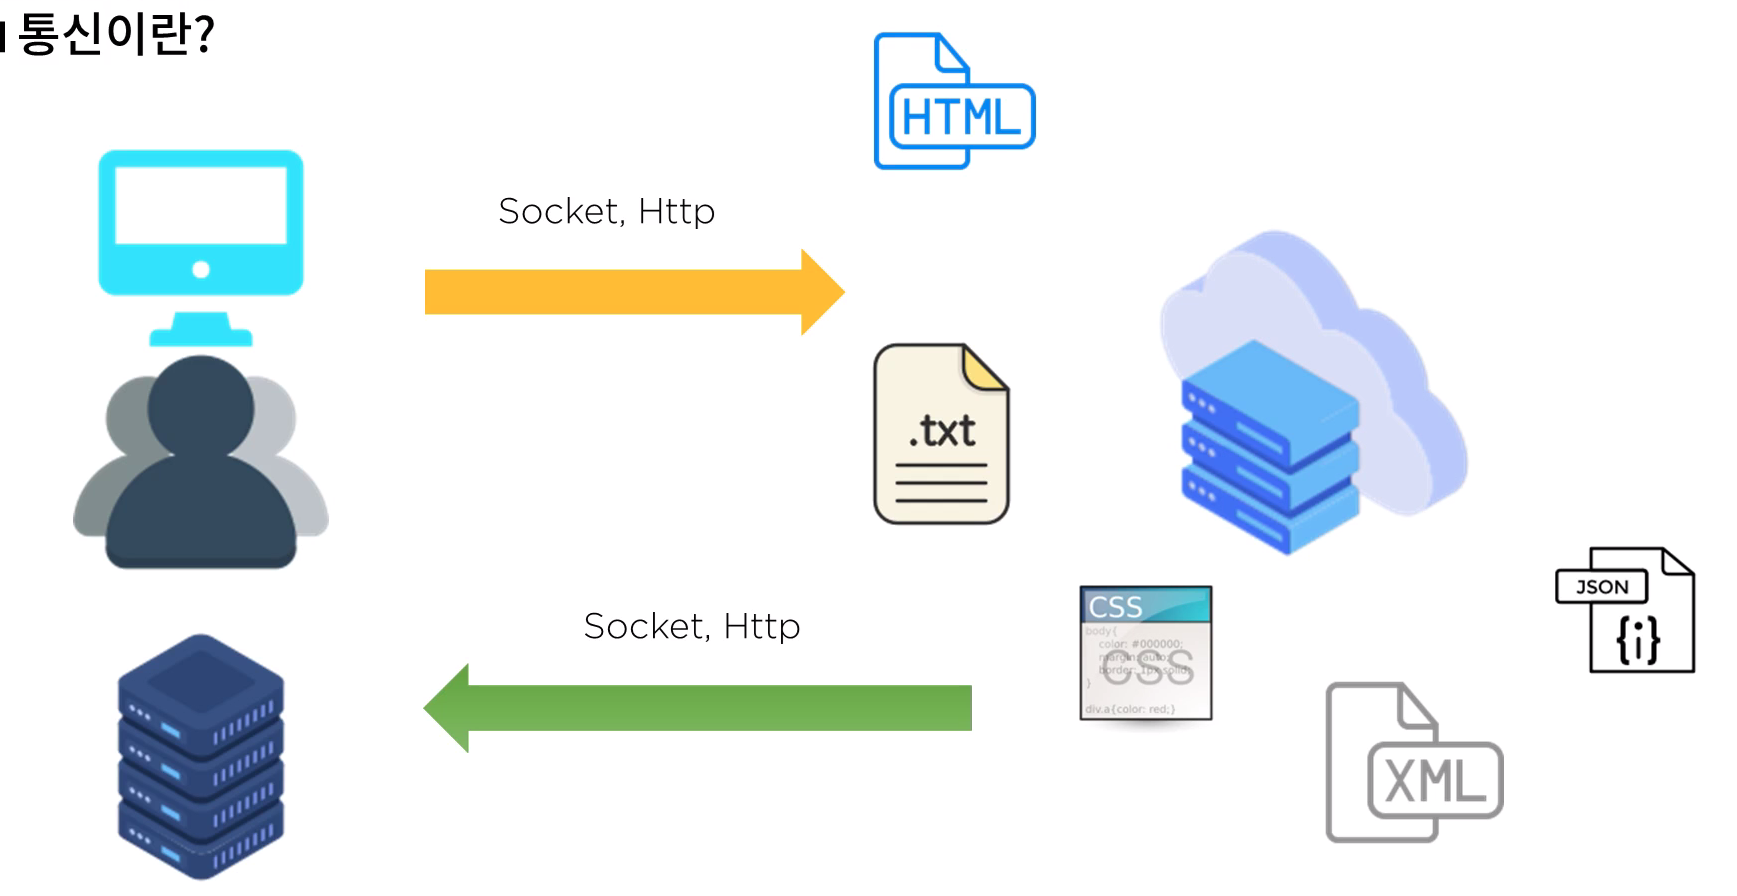 통신이란?
HTML
Socket, Http
.txt
Socket, Http
CSS
body{
color: #000000;
margin: auto;
border: 1px solid;
}
CSS
div.a{color: red;}
JSON
{i}
XML